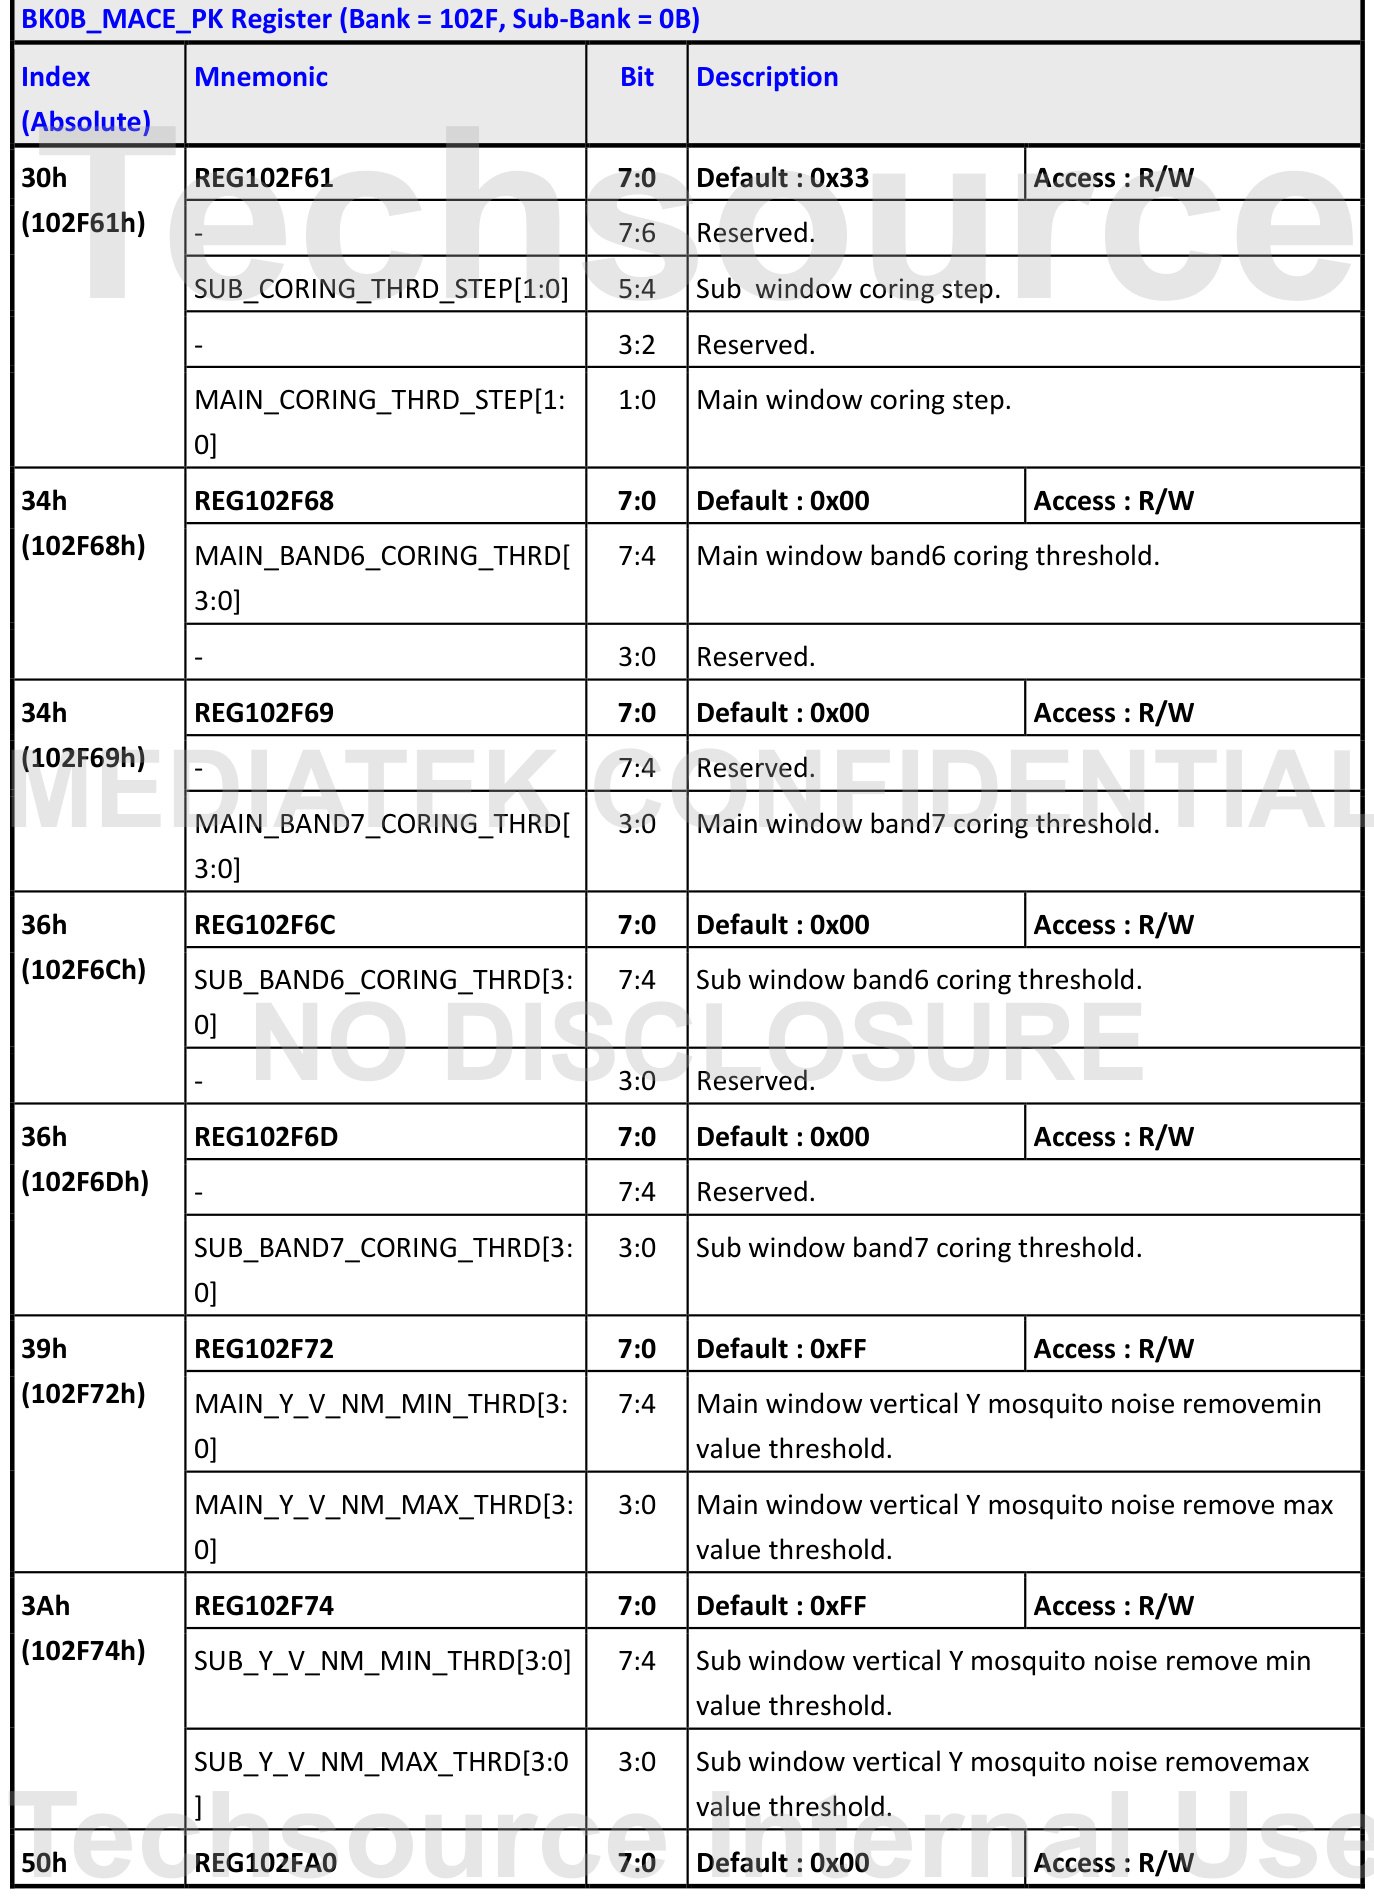 BK0B_MACE_PK Register (Bank = 102F, Sub-Bank = 0B)
Index Mnemonic Bit Description
(Absolute)
30h REG102F61 7:0 Default : 0x33 Access : R/W
(102F61h) - 7:6 Reserved.
SUB_CORING_THRD_STEP[1:0] 5:4 Sub  window coring step.
- 3:2 Reserved.
MAIN_CORING_THRD_STEP[1: 1:0 Main window coring step.
0]
34h REG102F68 7:0 Default : 0x00 Access : R/W
(102F68h) MAIN_BAND6_CORING_THRD[ 7:4 Main window band6 coring threshold.
3:0]
- 3:0 Reserved.
34h REG102F69 7:0 Default : 0x00 Access : R/W
(102F69h) - 7:4 Reserved.
MAIN_BAND7_CORING_THRD[ 3:0 Main window band7 coring threshold.
3:0]
36h REG102F6C 7:0 Default : 0x00 Access : R/W
(102F6Ch) SUB_BAND6_CORING_THRD[3: 7:4 Sub window band6 coring threshold.
0]
- 3:0 Reserved.
36h REG102F6D 7:0 Default : 0x00 Access : R/W
(102F6Dh) - 7:4 Reserved.
SUB_BAND7_CORING_THRD[3: 3:0 Sub window band7 coring threshold.
0]
39h REG102F72 7:0 Default : 0xFF Access : R/W
(102F72h) MAIN_Y_V_NM_MIN_THRD[3: 7:4 Main window vertical Y mosquito noise removemin
0] value threshold.
MAIN_Y_V_NM_MAX_THRD[3: 3:0 Main window vertical Y mosquito noise remove max
0] value threshold.
3Ah REG102F74 7:0 Default : 0xFF Access : R/W
(102F74h) SUB_Y_V_NM_MIN_THRD[3:0] 7:4 Sub window vertical Y mosquito noise remove min
value threshold.
SUB_Y_V_NM_MAX_THRD[3:0 3:0 Sub window vertical Y mosquito noise removemax
] value threshold.
50h REG102FA0 7:0 Default : 0x00 Access : R/W
Techsource
MEDIATEK CONFIDENTIAL
NO DISCLOSURE
Techsource Internal Use